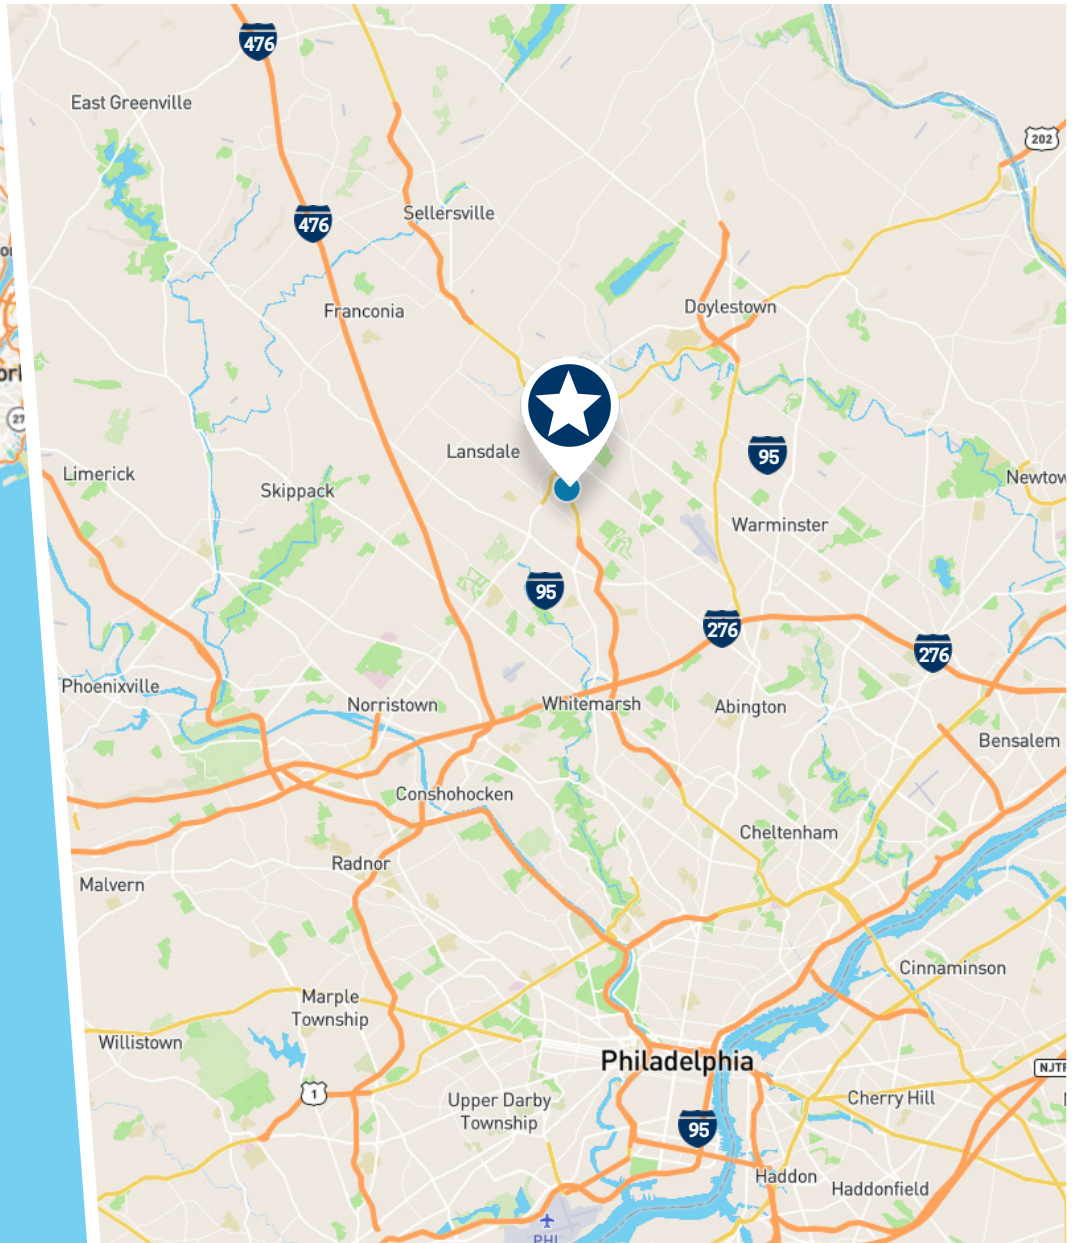 476
East Greenville
202
Sellersville
476
Doylestown
Franconia
27
Lansdale
95
Limerick
Skippack
Newtow
Warminster
95
276
276
Phoenixville
Norristown
Whitemarsh
Abington
Bensalem
Conshohocken
Cheltenham
Radnor
Malvern
Cinnaminson
Marple
Township
Willistown
Philadelphia
NJTP
1
Upper Darby
Township
Cherry Hill
95
Haddon
Haddonfield
PHL